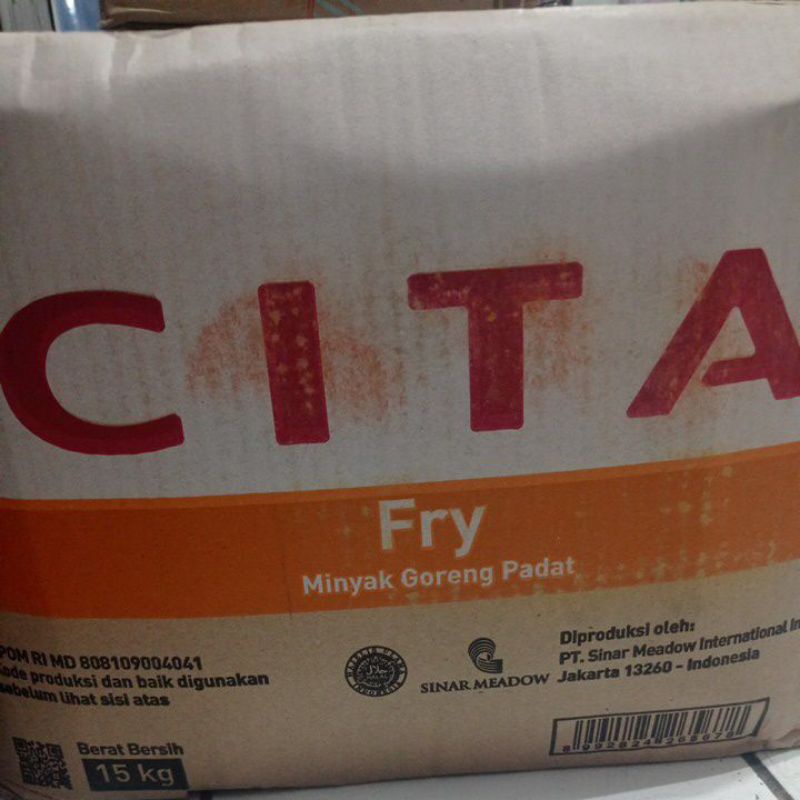 CITA
Fry
Minyak Goreng Padat
POM RI MD 808109004041
Kode produksi dan baik digunakan
sebelum lihat sisi atas
Berat Bersih
15 kg
SINAR MEADOW
Diproduksi oleh:
PT. Sinar Meadow International In
Jakarta 13260 - Indonesia